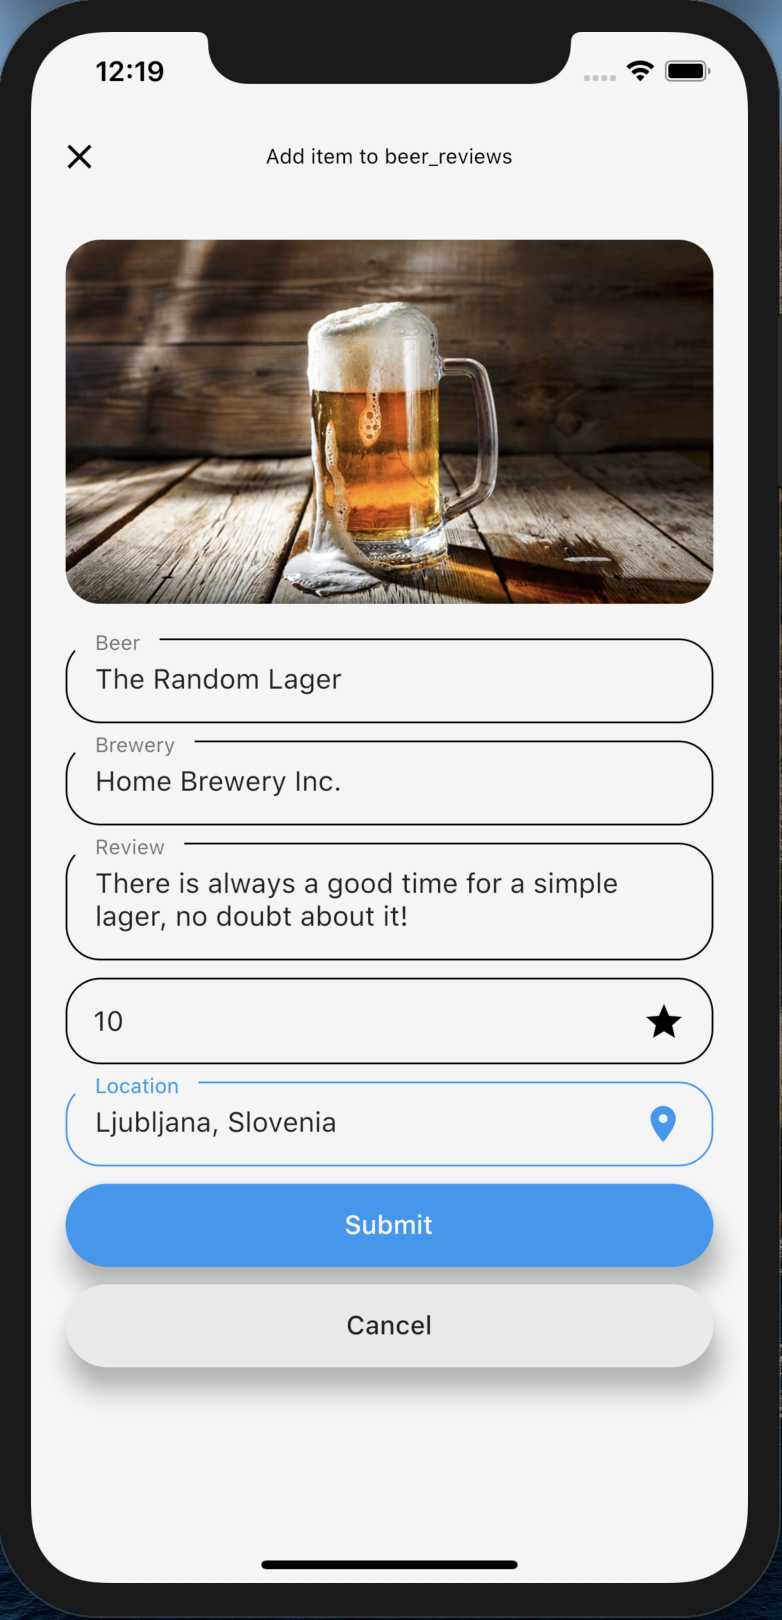 12:19
Add item to beer_reviews
Beer
The Random Lager
Brewery
Home Brewery Inc.
Review
There is always a good time for a simple
lager, no doubt about it!
10
Location
Ljubljana, Slovenia
Submit
Cancel